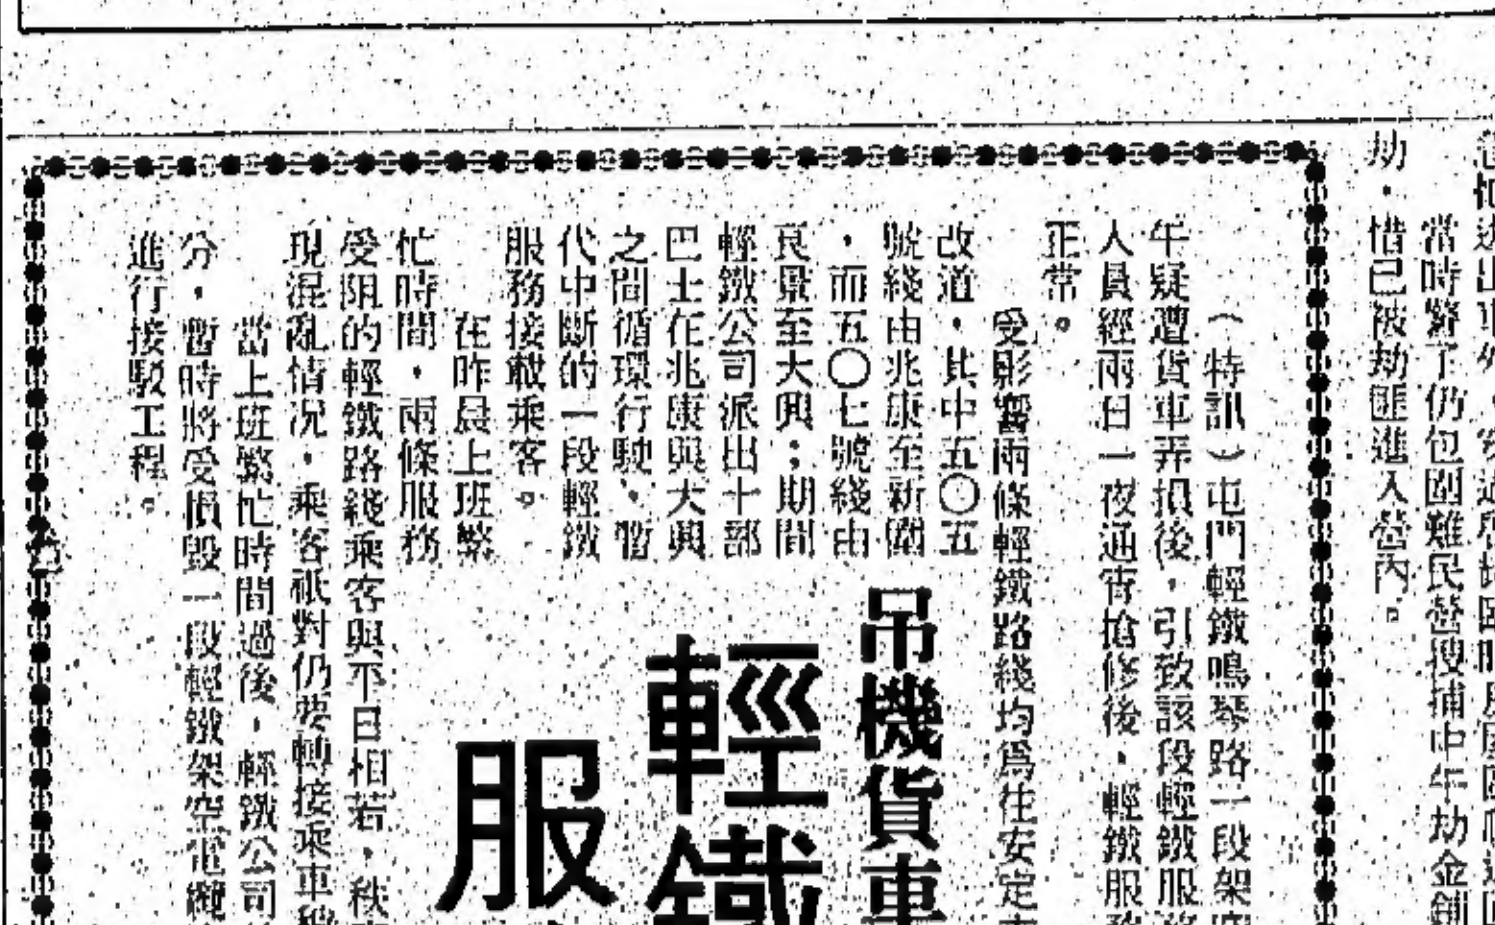 當時警了仍包圍難民營搜捕中午劫金鋪
劫，惜已被劫匪進入營內。
（特訊）屯門輕鐵鳴琴路一段架空
午疑遭貨車弄損後，引致該段輕鐵服務
人員經兩日一夜通宵搶修後，輕鐵服務
正常。
受影響兩條輕鐵路綫均爲往安定
改道，其中五〇五
號綫由兆康至新圍
，而五〇七號綫由
良景至大興；期間
輕鐵公司派出十部
巴士在兆康與大興
之間循環行駛，暫
代中斷的一段輕鐵
服務接載乘客。
在昨晨上班繁
忙時間，兩條服務
受阻的輕鐵路綫乘客與平日相若，秩
現混亂情況，乘客祇對仍要轉接乘車
當上班繁忙時間過後，輕鐵公司
分，暫時將受損毀一段輕鐵架空電纜
進行接駁工程。
吊機貨車
輕鐵
服